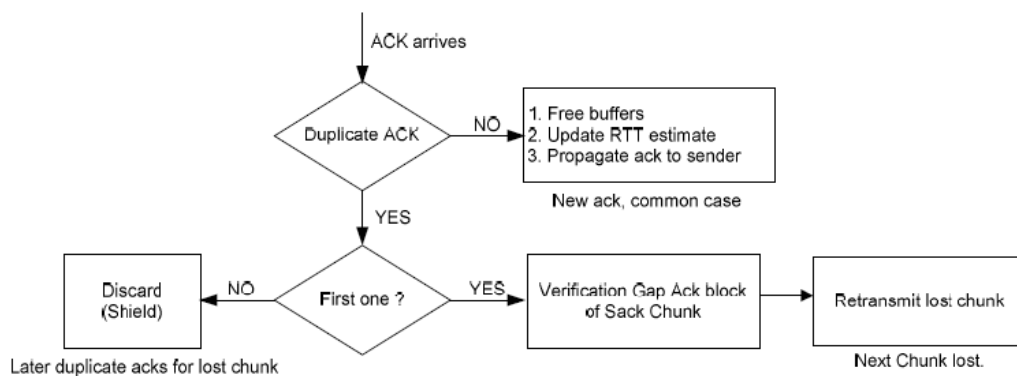 ACK arrives
Duplicate ACK
NO
1. Free buffers
2. Update RTT estimate
3. Propagate ack to sender
New ack, common case
YES
Discard
(Shield)
NO
First one ?
YES
Verification Gap Ack block
of Sack Chunk
Retransmit lost chunk
Later duplicate acks for lost chunk
Next Chunk lost.